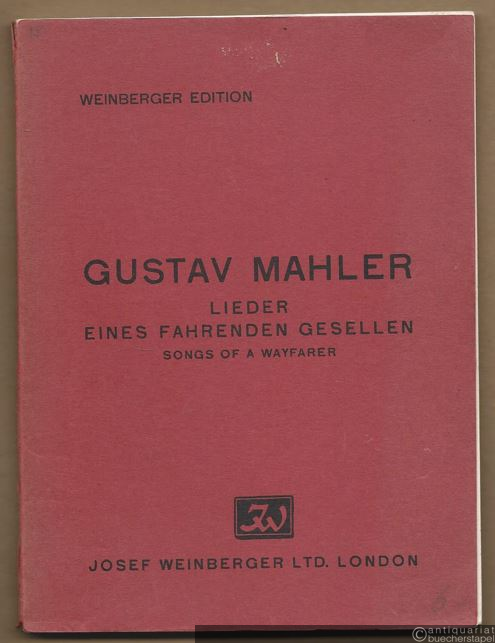 WEINBERGER EDITION
GUSTAV MAHLER
LIEDER
EINES FAHRENDEN GESELLEN
SONGS OF A WAYFARER
JW
JOSEF WEINBERGER LTD. LONDON
© antiquariat
buecherstapel